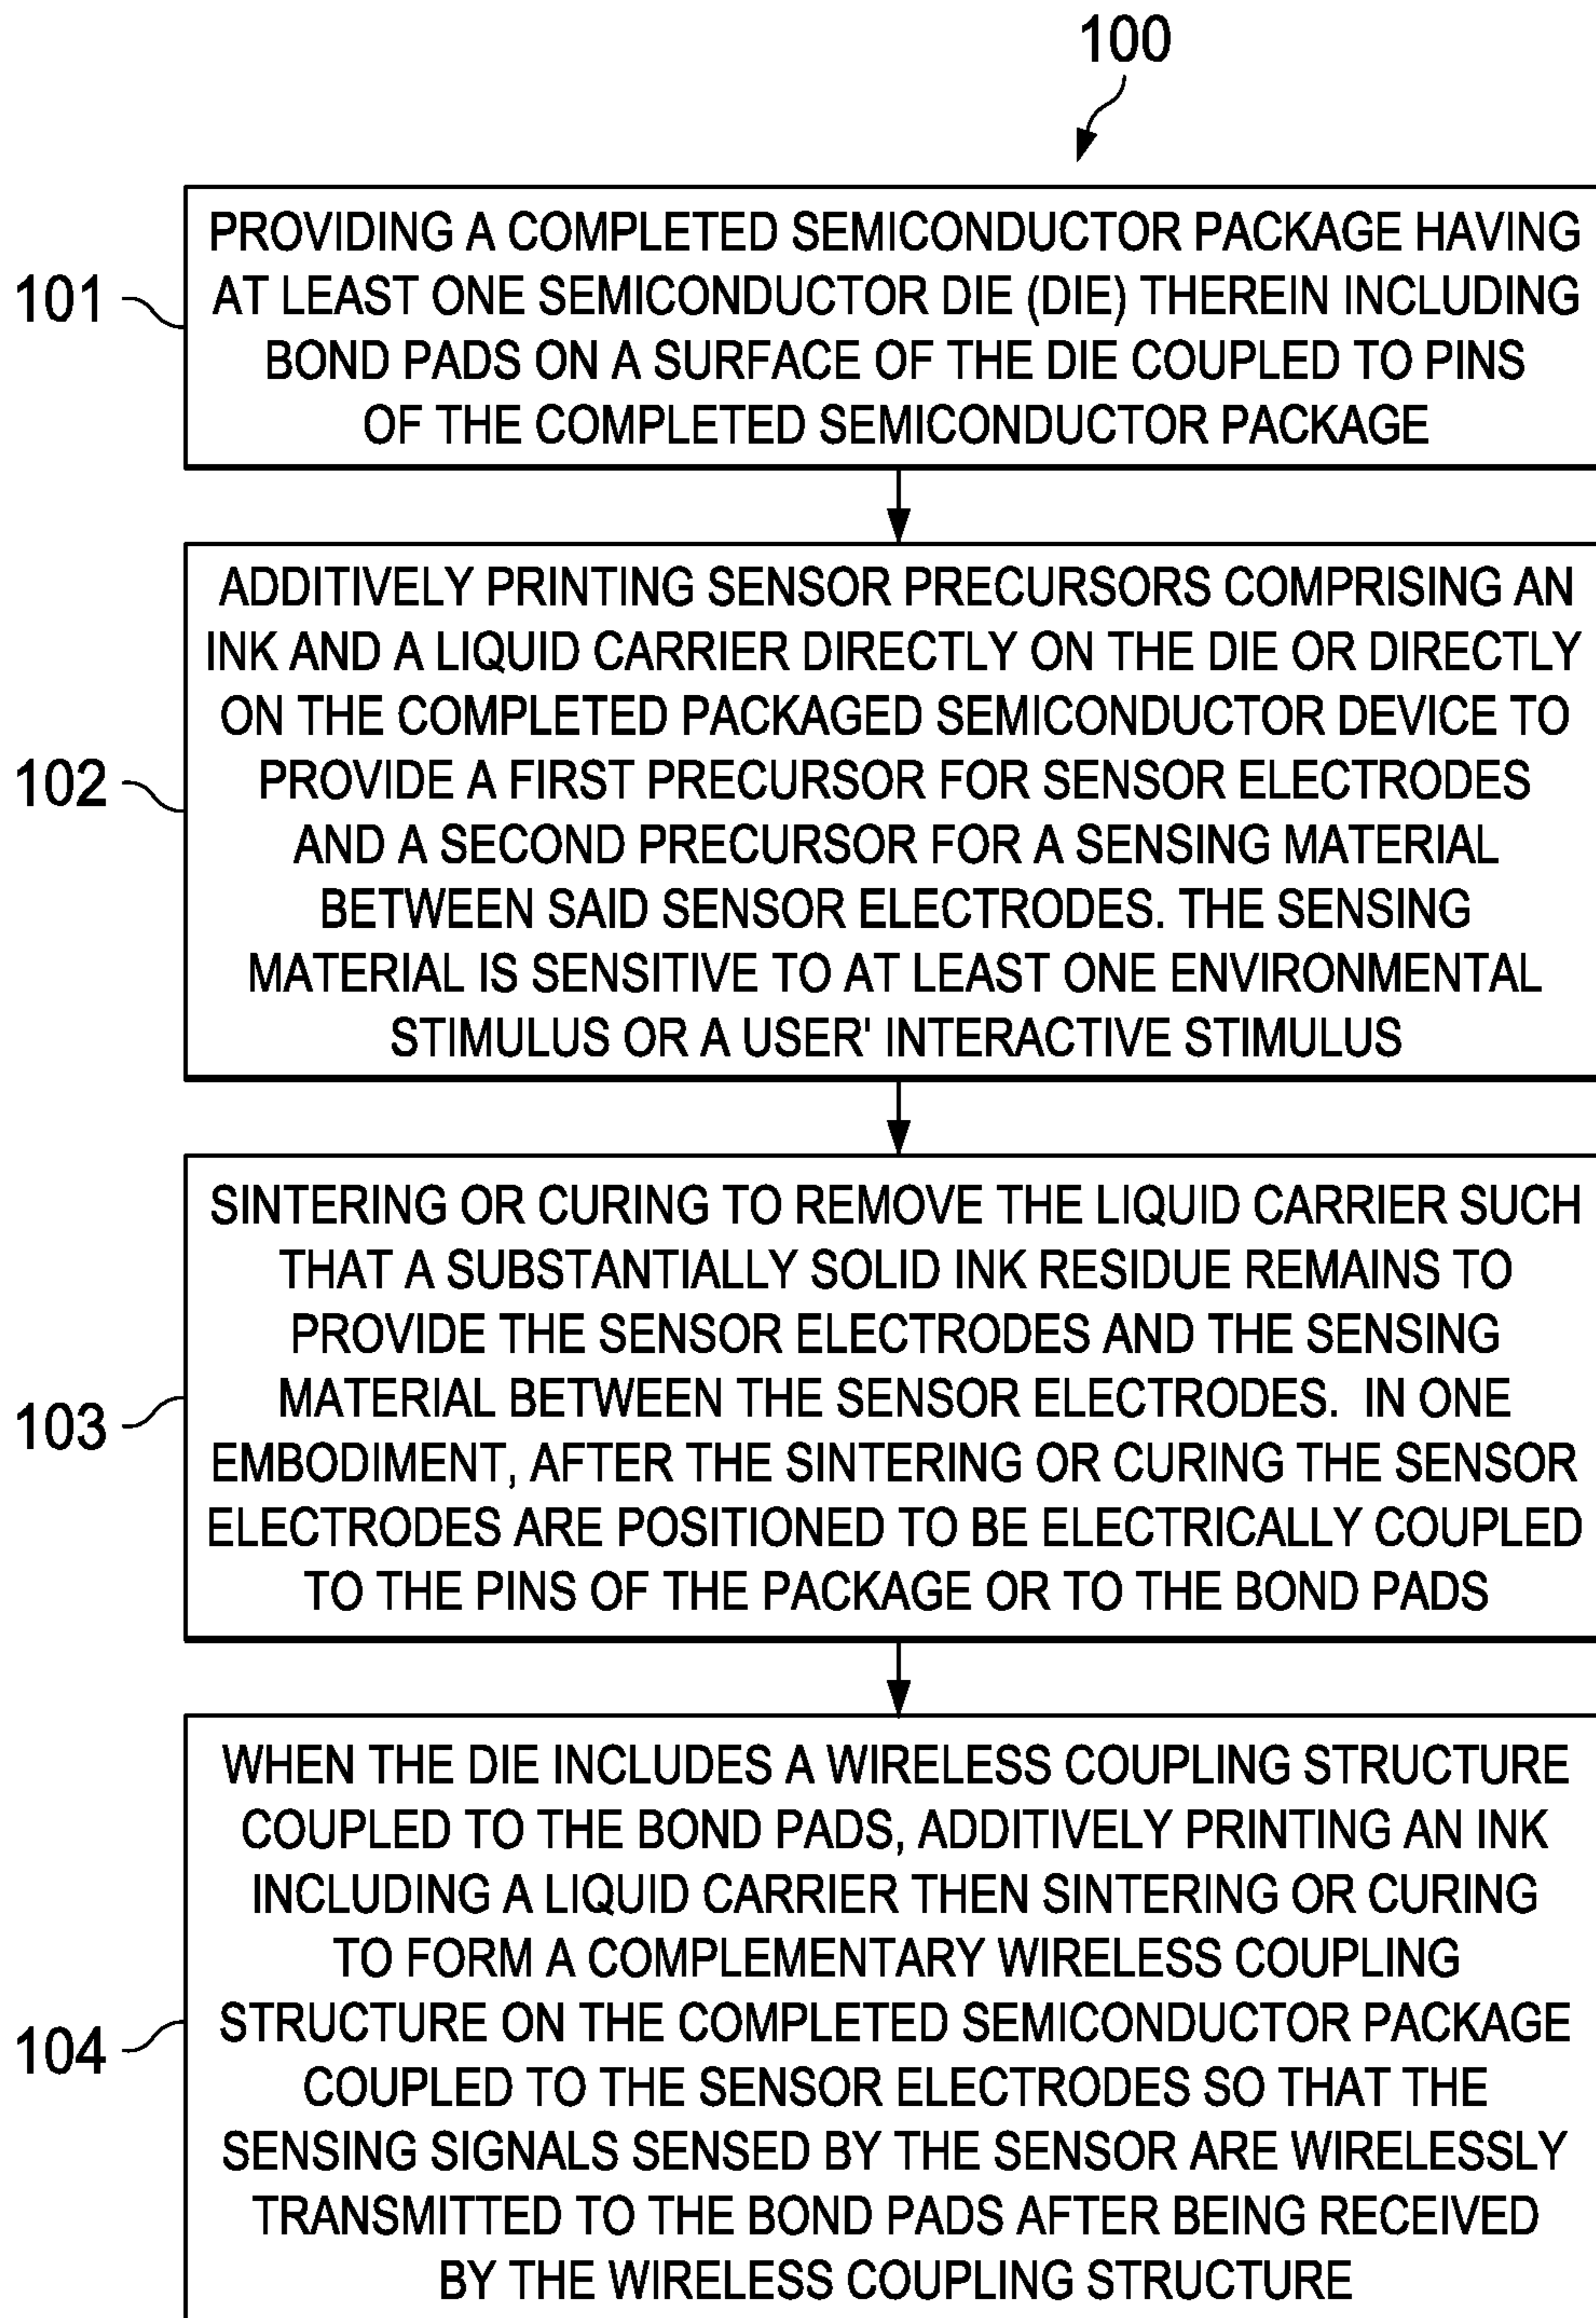 100
101
PROVIDING A COMPLETED SEMICONDUCTOR PACKAGE HAVING
AT LEAST ONE SEMICONDUCTOR DIE (DIE) THEREIN INCLUDING
BOND PADS ON A SURFACE OF THE DIE COUPLED TO PINS
OF THE COMPLETED SEMICONDUCTOR PACKAGE
102
ADDITIVELY PRINTING SENSOR PRECURSORS COMPRISING AN
INK AND A LIQUID CARRIER DIRECTLY ON THE DIE OR DIRECTLY
ON THE COMPLETED PACKAGED SEMICONDUCTOR DEVICE TO
PROVIDE A FIRST PRECURSOR FOR SENSOR ELECTRODES
AND A SECOND PRECURSOR FOR A SENSING MATERIAL
BETWEEN SAID SENSOR ELECTRODES. THE SENSING
MATERIAL IS SENSITIVE TO AT LEAST ONE ENVIRONMENTAL
STIMULUS OR A USER' INTERACTIVE STIMULUS
103
SINTERING OR CURING TO REMOVE THE LIQUID CARRIER SUCH
THAT A SUBSTANTIALLY SOLID INK RESIDUE REMAINS TO
PROVIDE THE SENSOR ELECTRODES AND THE SENSING
MATERIAL BETWEEN THE SENSOR ELECTRODES. IN ONE
EMBODIMENT, AFTER THE SINTERING OR CURING THE SENSOR
ELECTRODES ARE POSITIONED TO BE ELECTRICALLY COUPLED
TO THE PINS OF THE PACKAGE OR TO THE BOND PADS
104
WHEN THE DIE INCLUDES A WIRELESS COUPLING STRUCTURE
COUPLED TO THE BOND PADS, ADDITIVELY PRINTING AN INK
INCLUDING A LIQUID CARRIER THEN SINTERING OR CURING
TO FORM A COMPLEMENTARY WIRELESS COUPLING
STRUCTURE ON THE COMPLETED SEMICONDUCTOR PACKAGE
COUPLED TO THE SENSOR ELECTRODES SO THAT THE
SENSING SIGNALS SENSED BY THE SENSOR ARE WIRELESSLY
TRANSMITTED TO THE BOND PADS AFTER BEING RECEIVED
BY THE WIRELESS COUPLING STRUCTURE